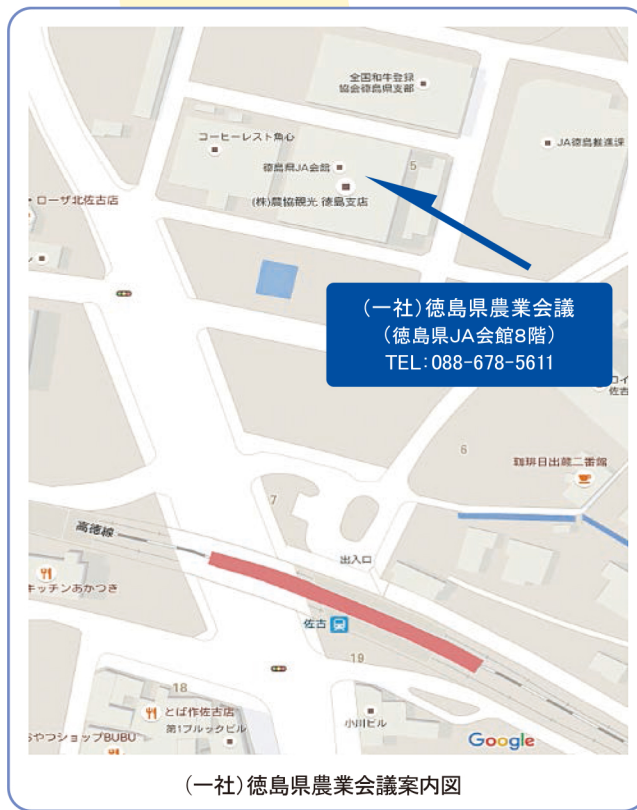 全国和牛登録
協会徳島県支部
コーヒーレスト魚心
JA徳島推進課
徳島県JA会館
5
(株)農協観光 徳島支店
・ローザ北佐古店
(一社)徳島県農業会議
(徳島県JA会館8階)
TEL:088-678-5611
佐古
6
珈琲日出蔵二番館
7
高徳線
出入口
キッチンあかつき
佐古
19
18
とば作佐古店
第1ブルックビル
小川ビル
おやつショップBUBU
Google
(一社)徳島県農業会議案内図